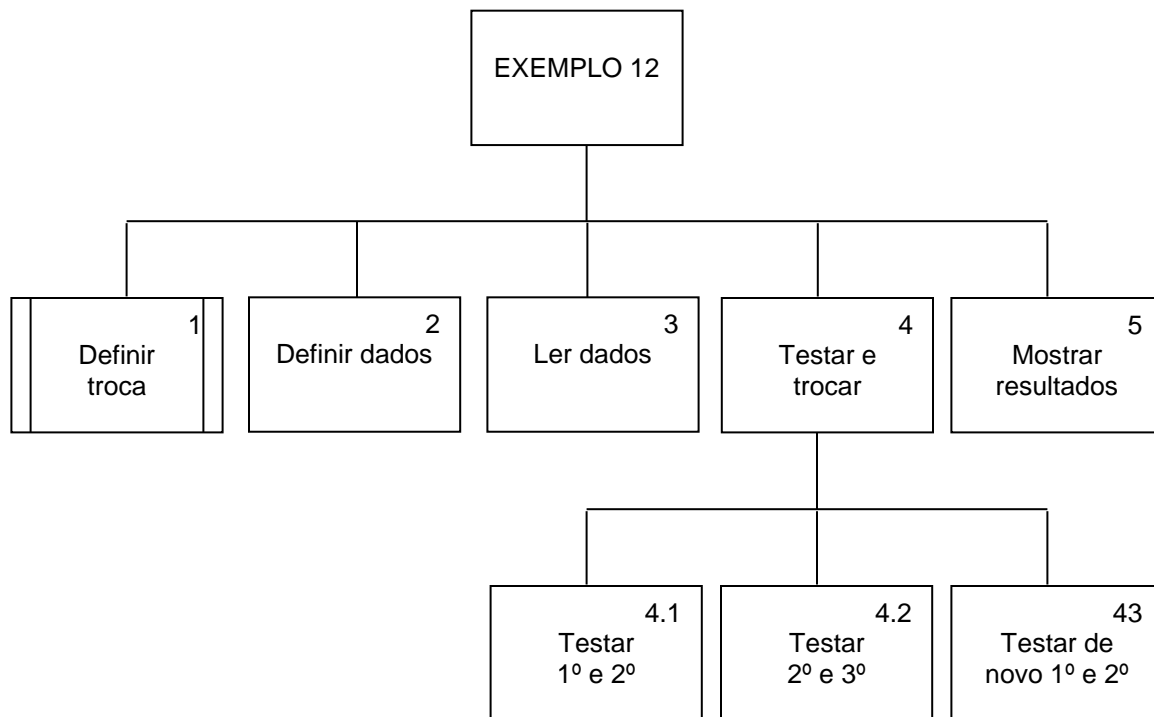 EXEMPLO 12
1
Definir
troca
2
Definir dados
3
Ler dados
4
Testar e
trocar
5
Mostrar
resultados
4.1
Testar
1º e 2º
4.2
Testar
2º e 3º
43
Testar de
novo 1º e 2º